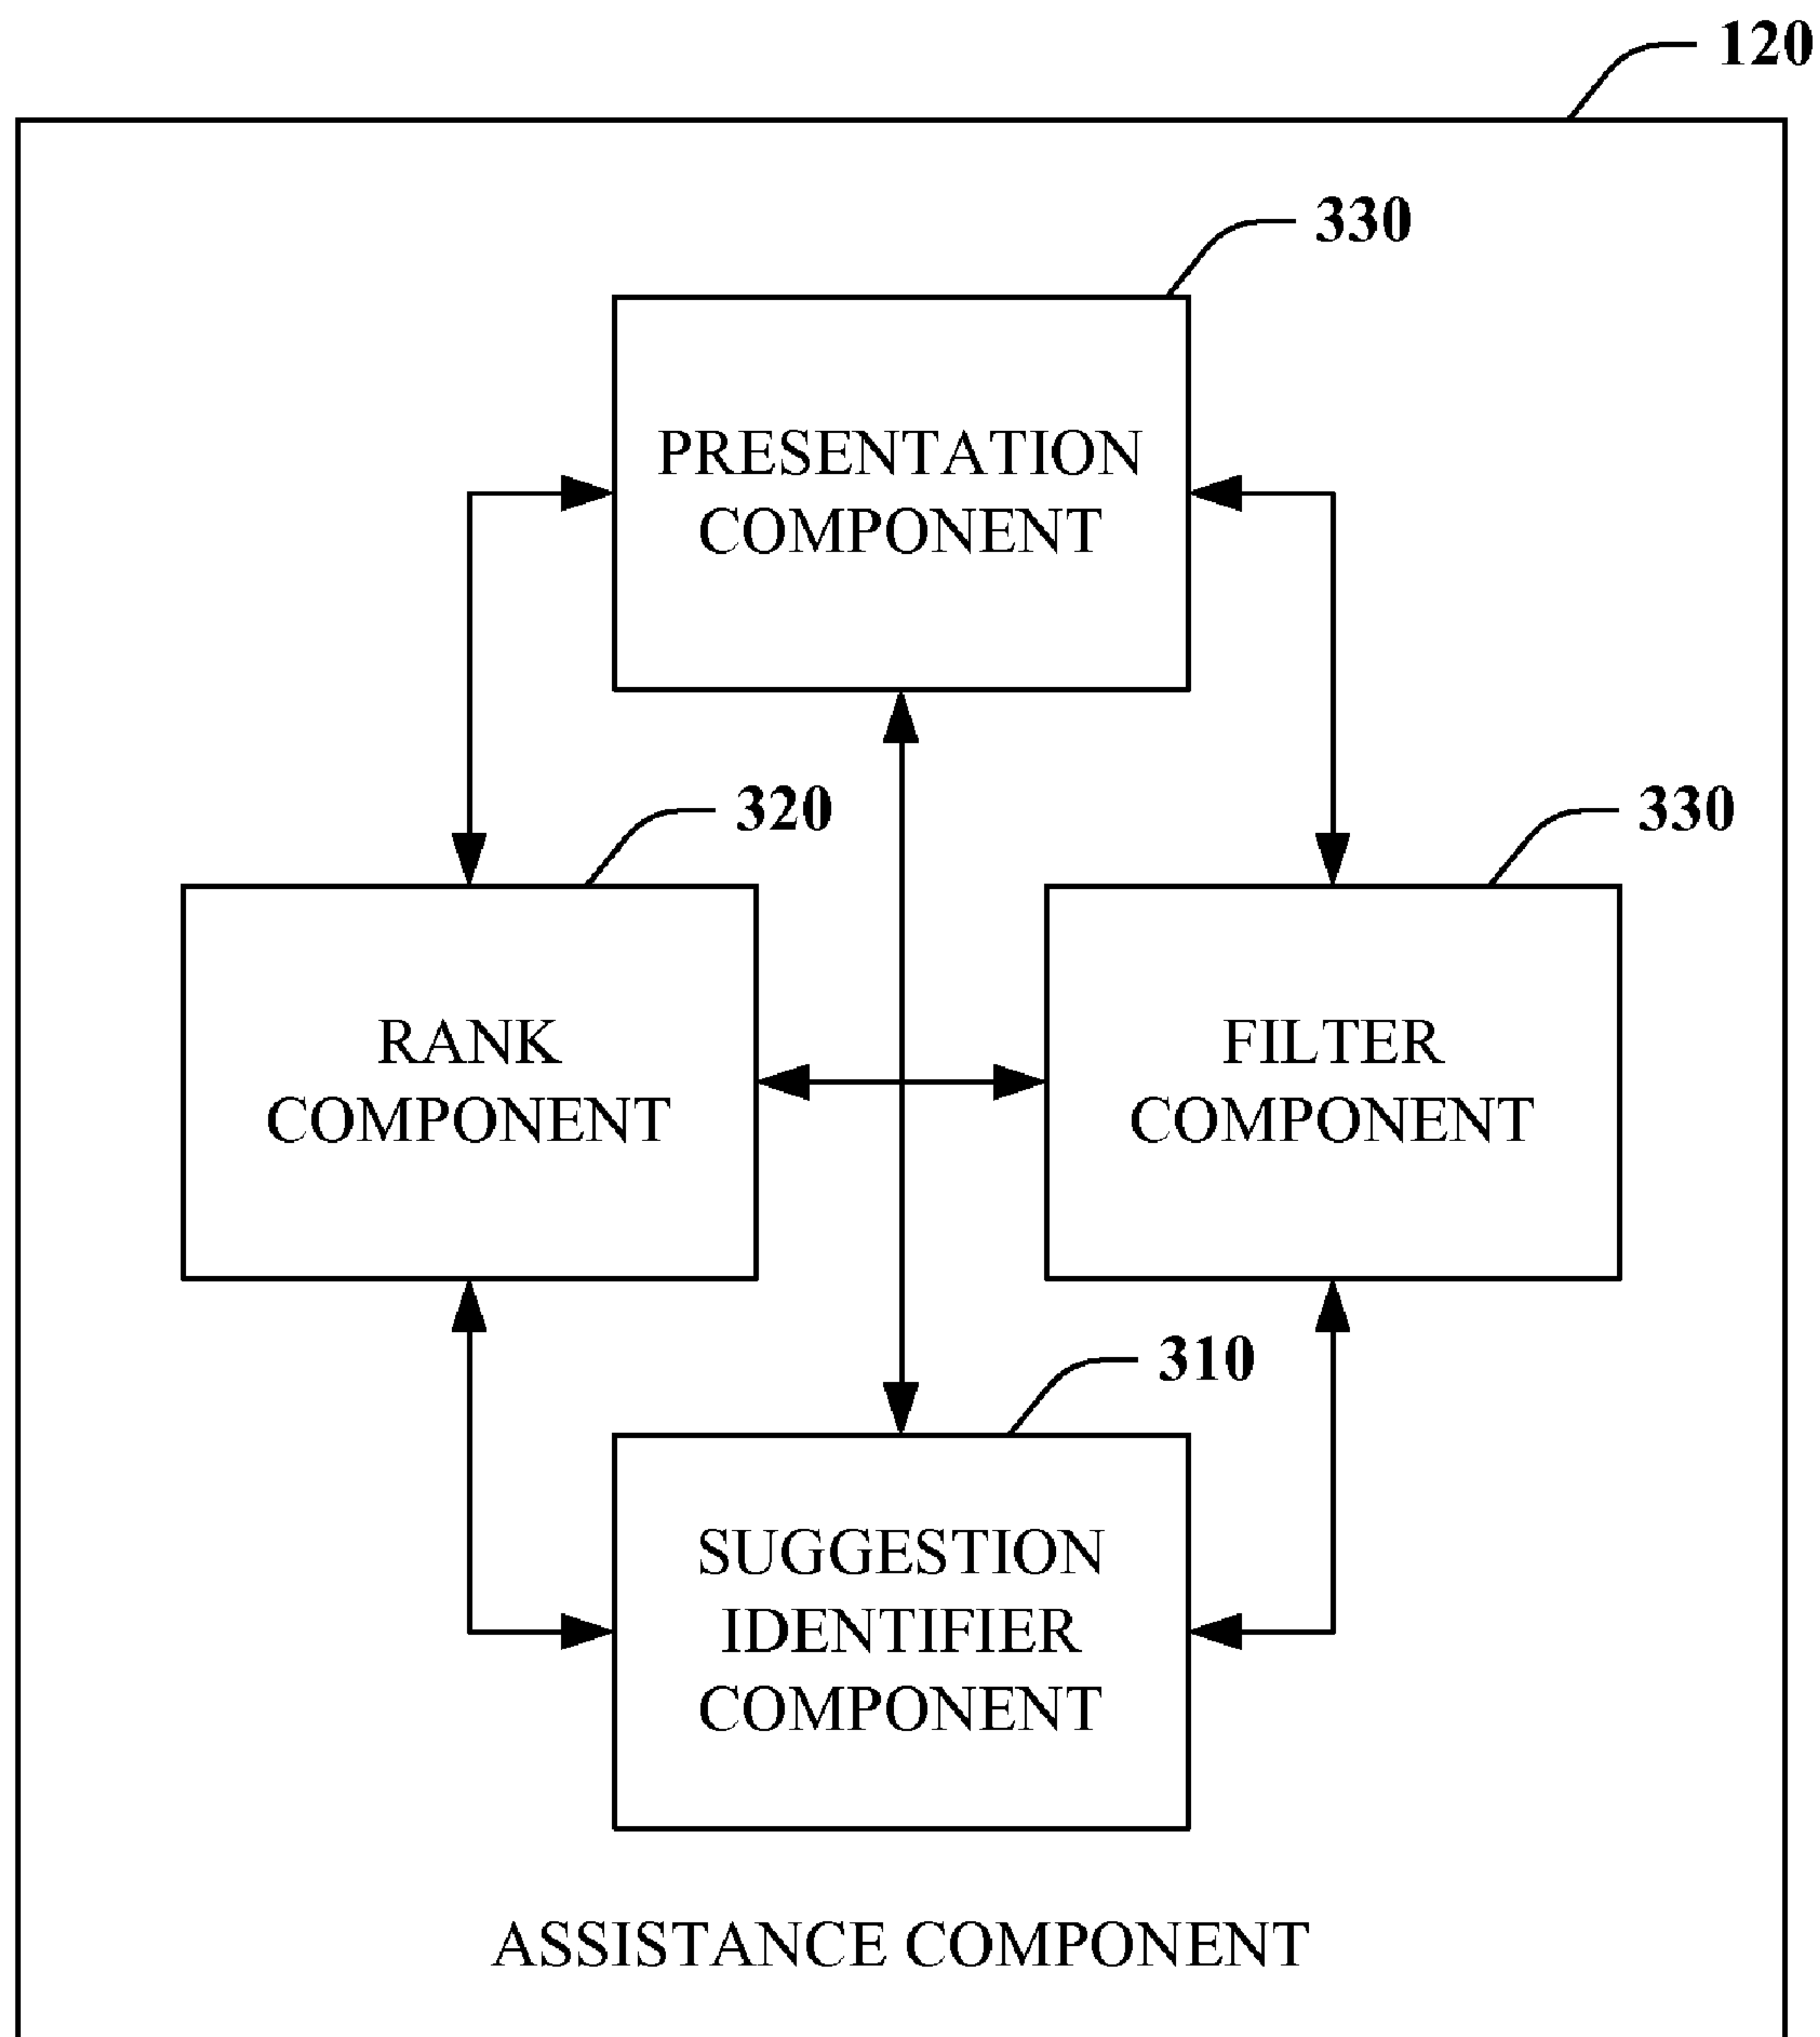 120
330
PRESENTATION
COMPONENT
320
330
RANK
COMPONENT
FILTER
COMPONENT
310
SUGGESTION
IDENTIFIER
COMPONENT
ASSISTANCE COMPONENT